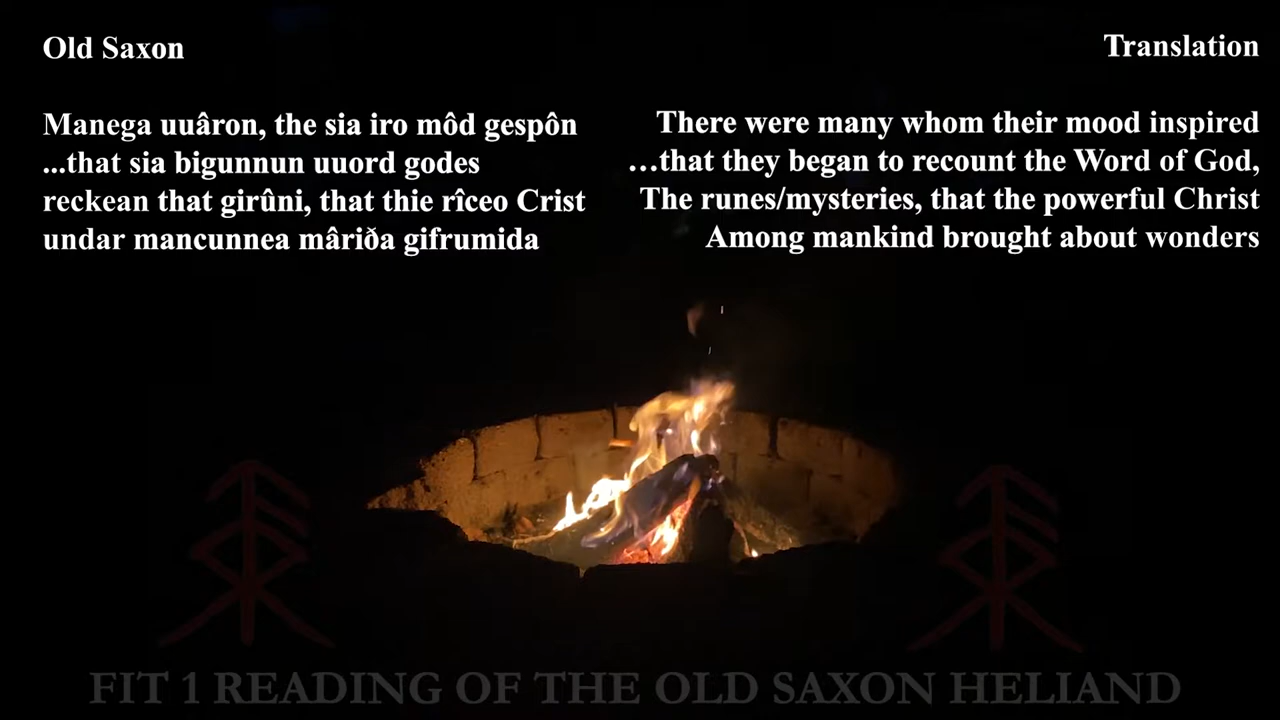 Old Saxon
Manega uuâron, the sia iro môd gespôn
...that sia bigunnun uuord godes
reckean that girûni, that thie rîceo Crist
undar mancunnea mâriða gifrumida
Translation
There were many whom their mood inspired
…that they began to recount the Word of God,
The runes/mysteries, that the powerful Christ
Among mankind brought about wonders
FIT 1 READING OF THE OLD SAXON HELIAND